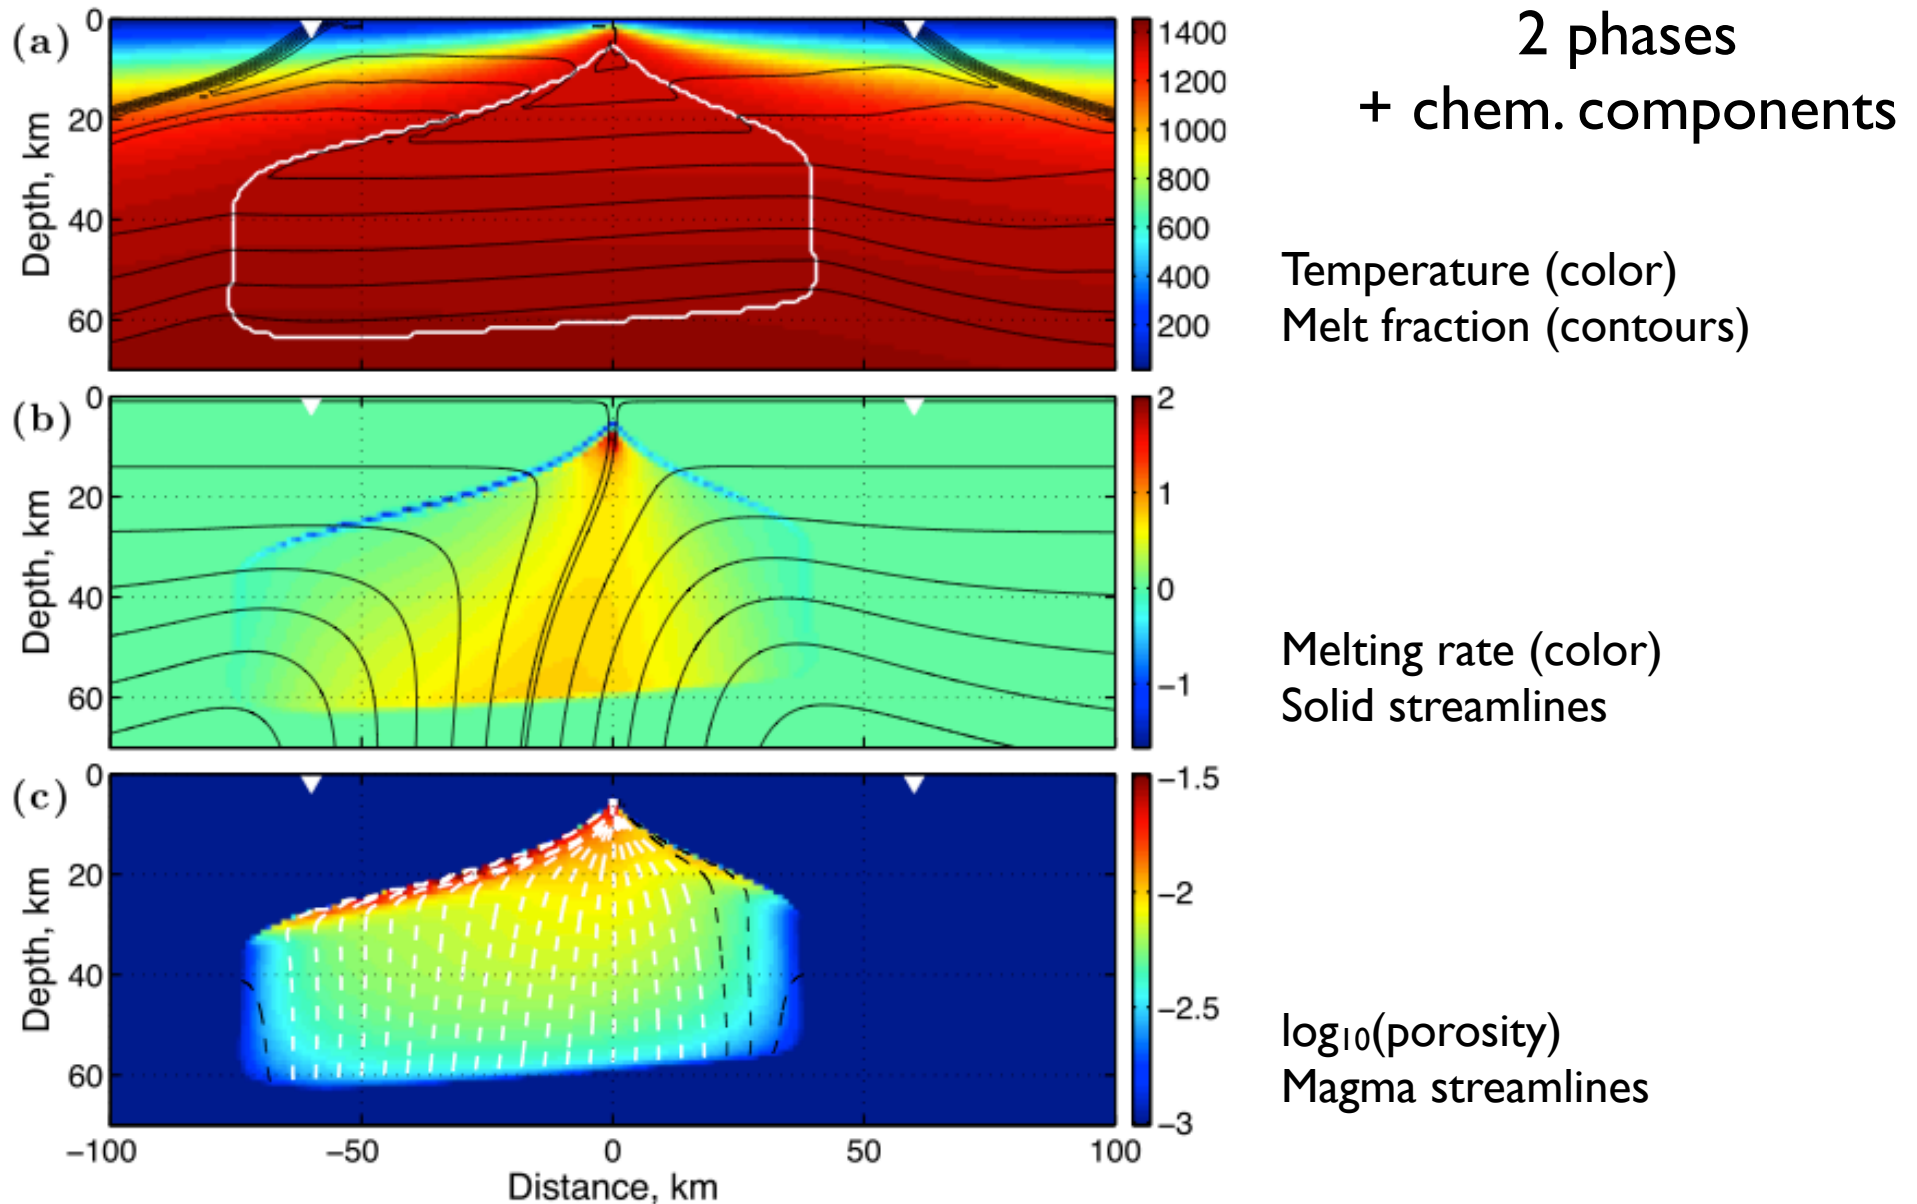 2 phases
+ chem. components
(a)
0
20
40
60
Depth, km
1400
1200
1000
800
600
400
200
Temperature (color)
Melt fraction (contours)
(b)
0
20
40
60
Depth, km
2
1
0
−1
Melting rate (color)
Solid streamlines
(c)
0
20
40
60
Depth, km
−1.5
−2
−2.5
−3
log10(porosity)
Magma streamlines
−100 −50 0 50 100
Distance, km